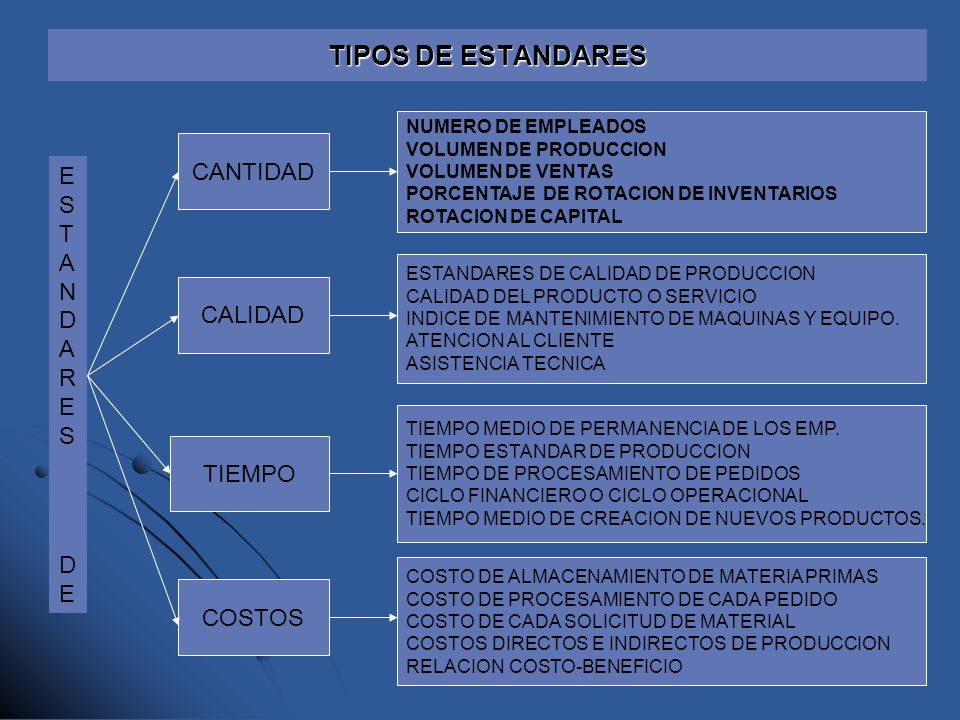 TIPOS DE ESTANDARES
ESTANDARES DE
CANTIDAD
NUMERO DE EMPLEADOS
VOLUMEN DE PRODUCCION
VOLUMEN DE VENTAS
PORCENTAJE DE ROTACION DE INVENTARIOS
ROTACION DE CAPITAL
CALIDAD
ESTANDARES DE CALIDAD DE PRODUCCION
CALIDAD DEL PRODUCTO O SERVICIO
INDICE DE MANTENIMIENTO DE MAQUINAS Y EQUIPO.
ATENCION AL CLIENTE
ASISTENCIA TECNICA
TIEMPO
TIEMPO MEDIO DE PERMANENCIA DE LOS EMP.
TIEMPO ESTANDAR DE PRODUCCION
TIEMPO DE PROCESAMIENTO DE PEDIDOS
CICLO FINANCIERO O CICLO OPERACIONAL
TIEMPO MEDIO DE CREACION DE NUEVOS PRODUCTOS.
COSTOS
COSTO DE ALMACENAMIENTO DE MATERIA PRIMAS
COSTO DE PROCESAMIENTO DE CADA PEDIDO
COSTO DE CADA SOLICITUD DE MATERIAL
COSTOS DIRECTOS E INDIRECTOS DE PRODUCCION
RELACION COSTO-BENEFICIO